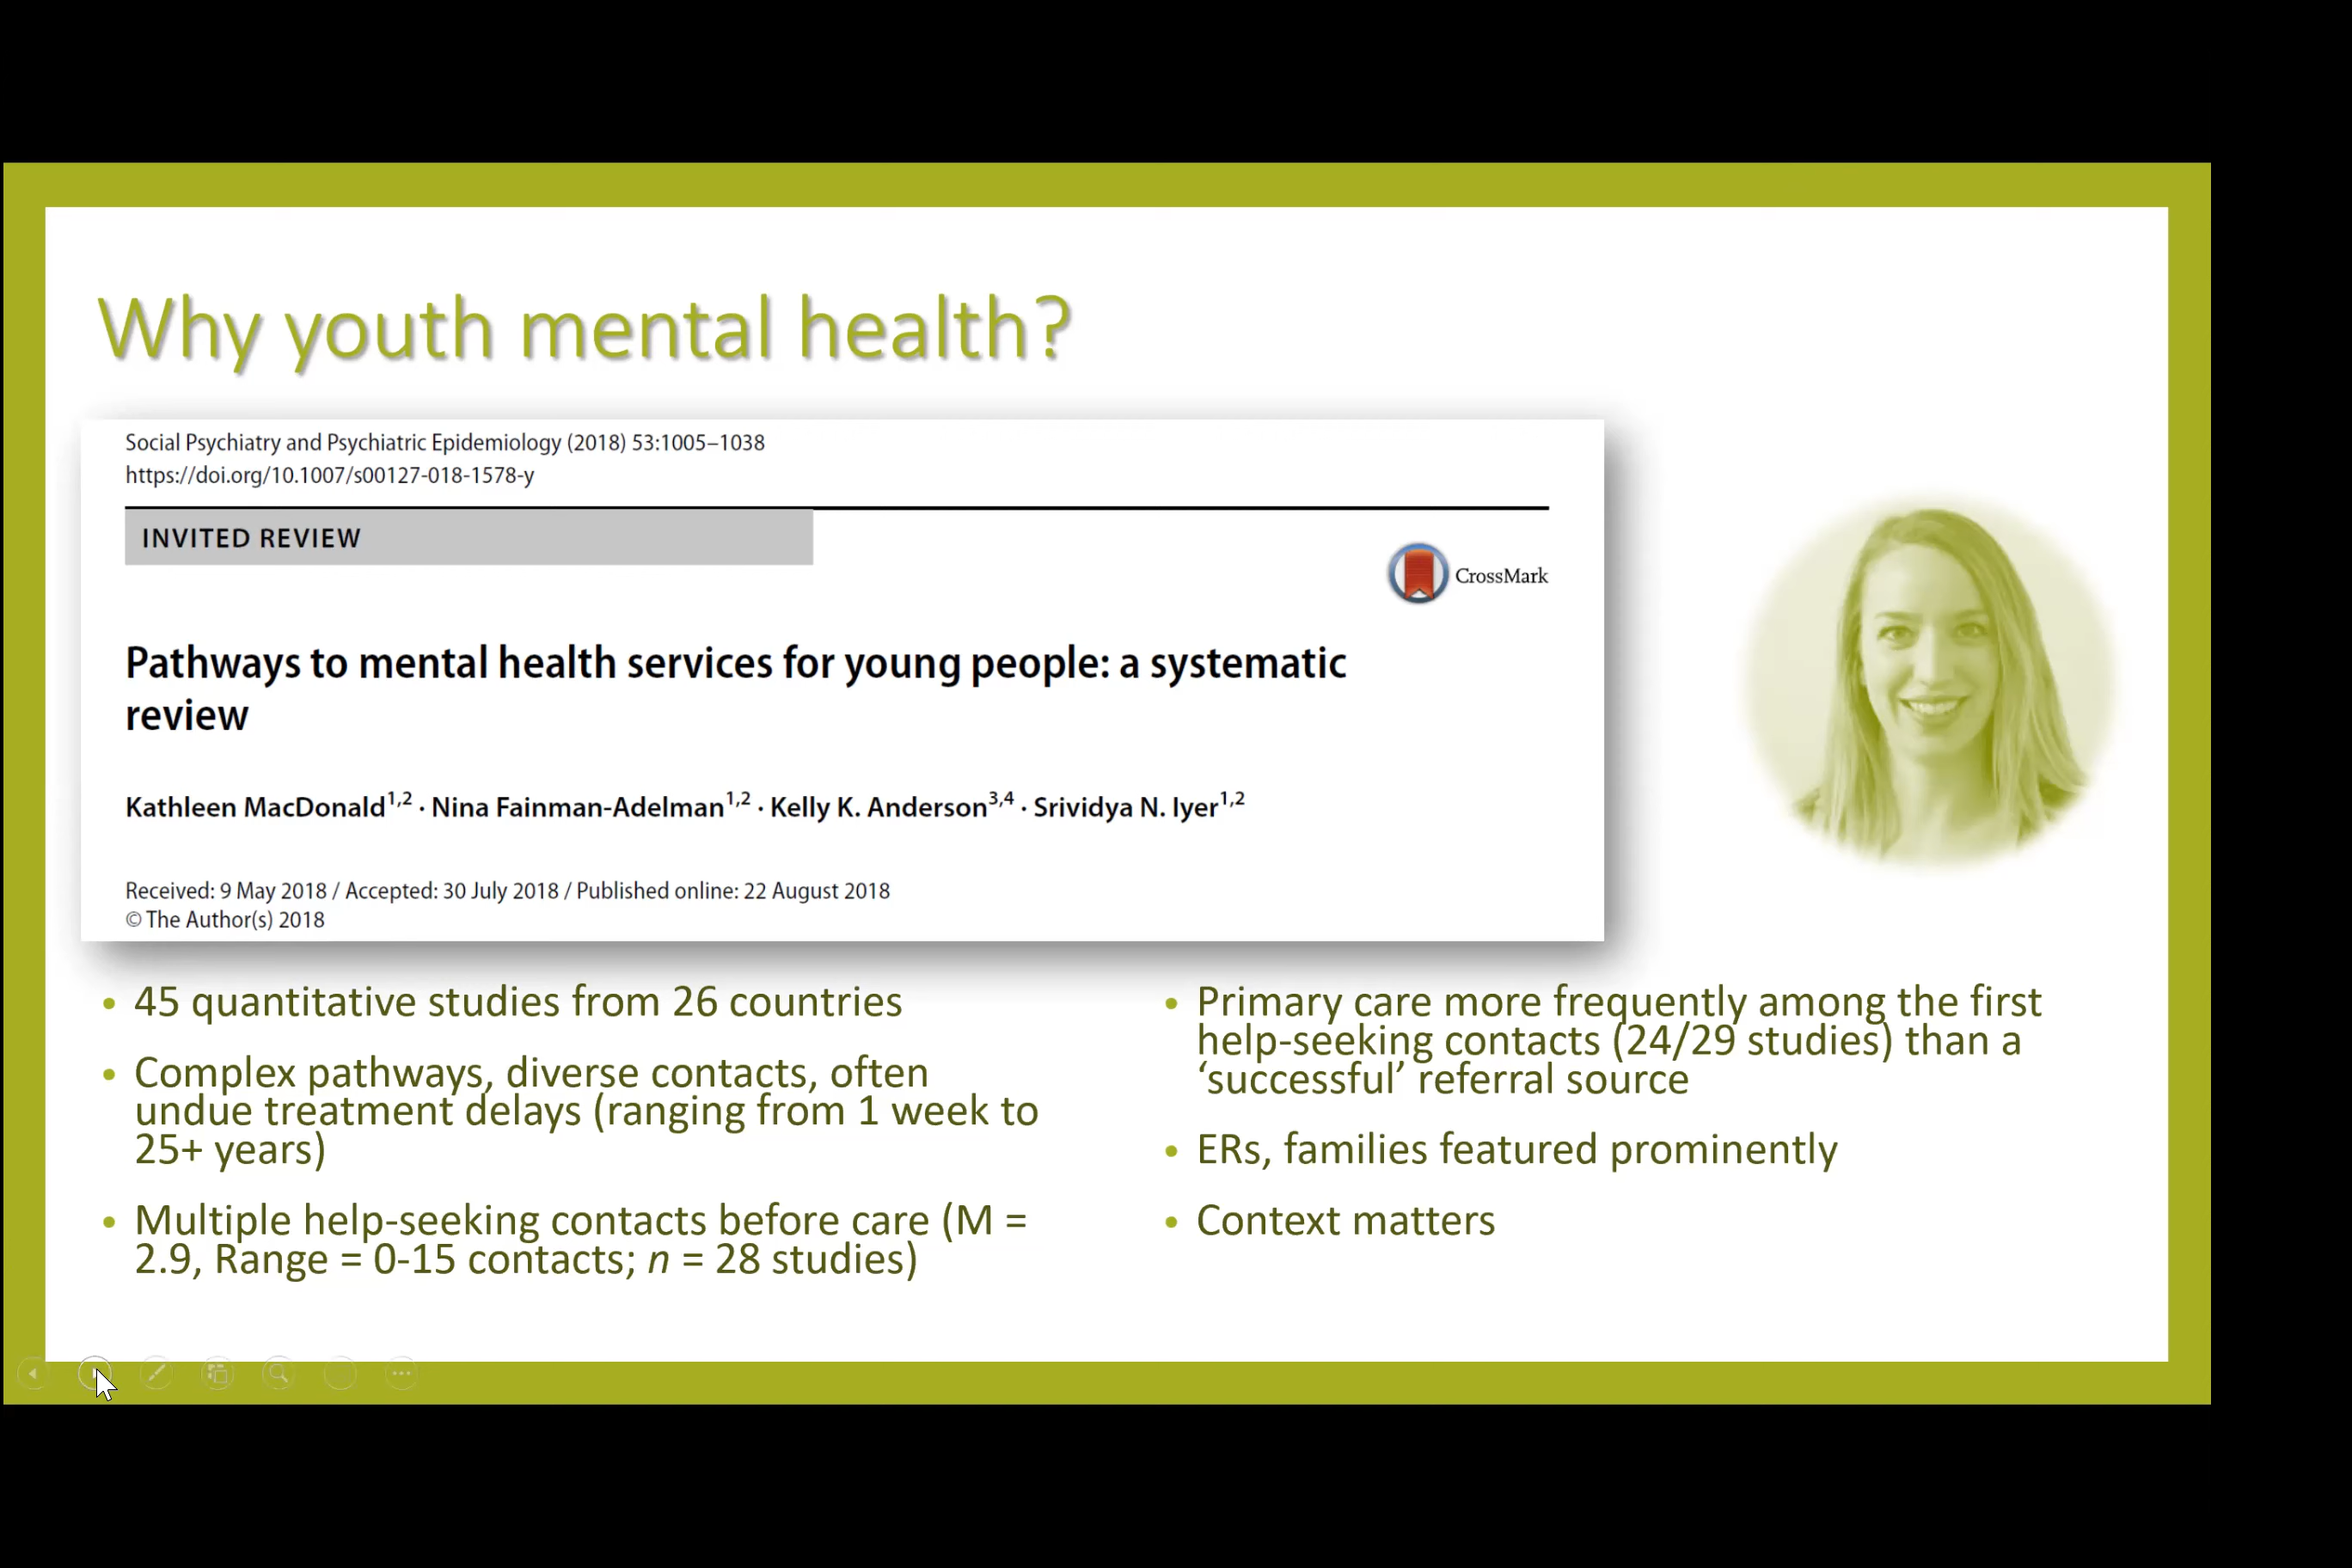 Why youth mental health?
Social Psychiatry and Psychiatric Epidemiology (2018) 53:1005–1038
https://doi.org/10.1007/s00127-018-1578-y
INVITED REVIEW
CrossMark
Pathways to mental health services for young people: a systematic
review
Kathleen MacDonald1,2 · Nina Fainman-Adelman1,2 · Kelly K. Anderson3,4 · Srividya N. Iyer1,2
Received: 9 May 2018 / Accepted: 30 July 2018 / Published online: 22 August 2018
© The Author(s) 2018
• 45 quantitative studies from 26 countries
• Complex pathways, diverse contacts, often
undue treatment delays (ranging from 1 week to
25+ years)
• Multiple help-seeking contacts before care (M =
2.9, Range = 0-15 contacts; n = 28 studies)
• Primary care more frequently among the first
help-seeking contacts (24/29 studies) than a
‘successful’ referral source
• ERs, families featured prominently
• Context matters